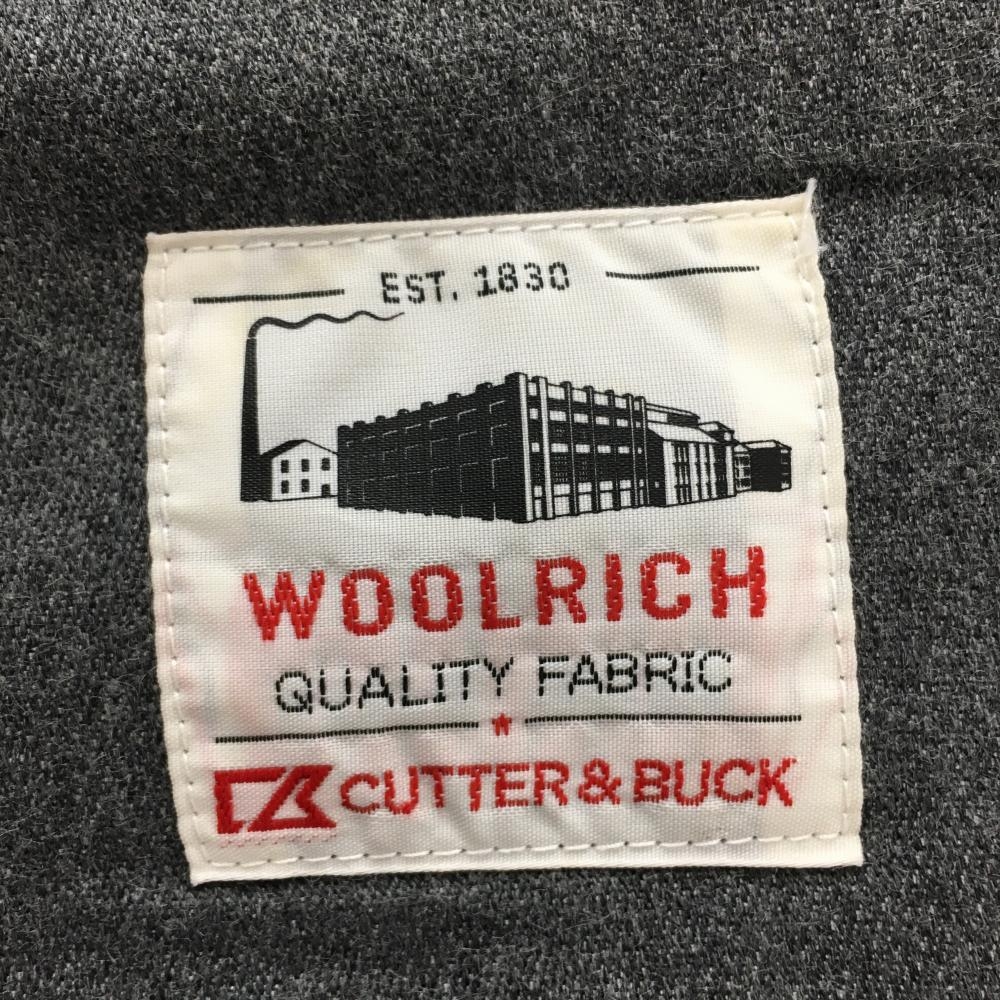 EST. 1830
WOOLRICH
QUALITY FABRIC
CUTTER & BUCK